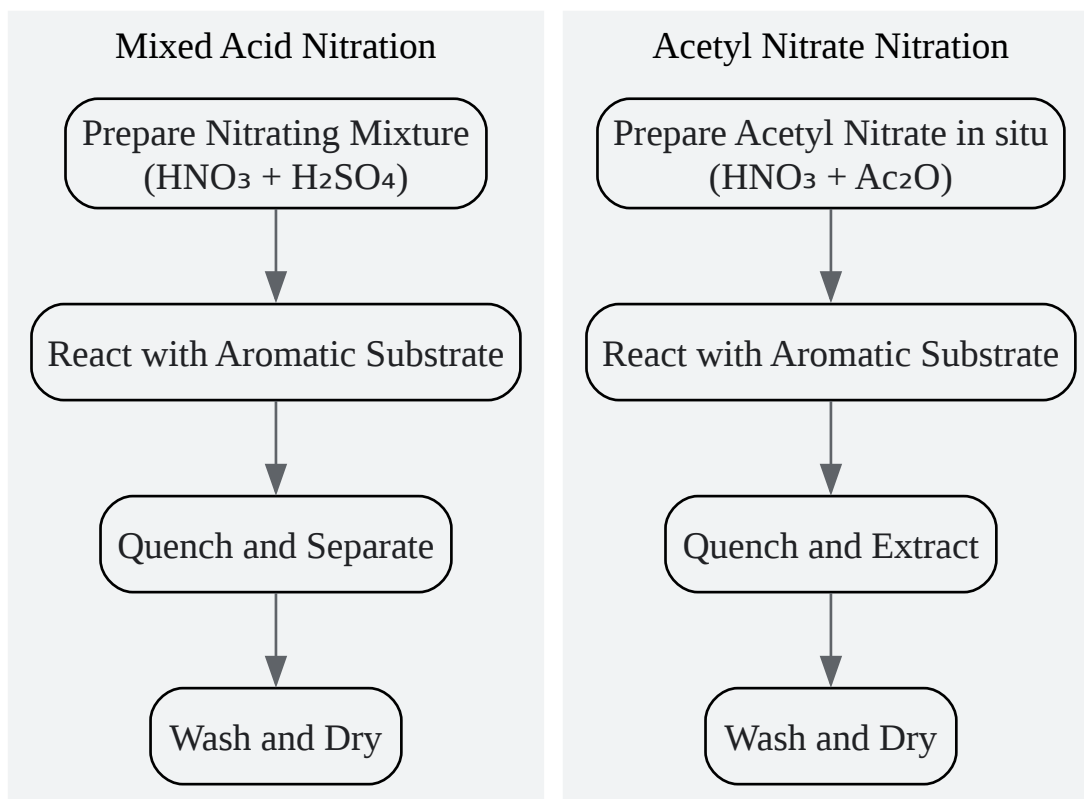 Mixed Acid Nitration
Prepare Nitrating Mixture
(HNO₃ + H₂SO₄)
React with Aromatic Substrate
Quench and Separate
Wash and Dry
Acetyl Nitrate Nitration
Prepare Acetyl Nitrate in situ
(HNO₃ + Ac₂O)
React with Aromatic Substrate
Quench and Extract
Wash and Dry